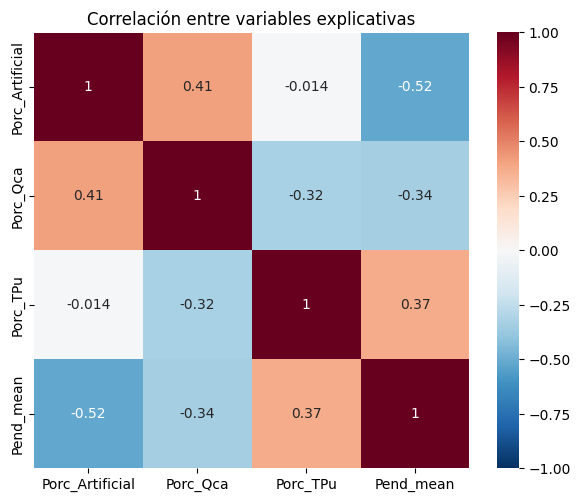 Correlación entre variables explicativas
Porc_Artificial
1
0.41
-0.014
-0.52
Porc_Qca
0.41
1
-0.32
-0.34
Porc_TPu
-0.014
-0.32
1
0.37
Pend_mean
-0.52
-0.34
0.37
1
Porc_Artificial
Porc_Qca
Porc_TPu
Pend_mean
1.00
0.75
0.50
0.25
0.00
−0.25
−0.50
−0.75
−1.00